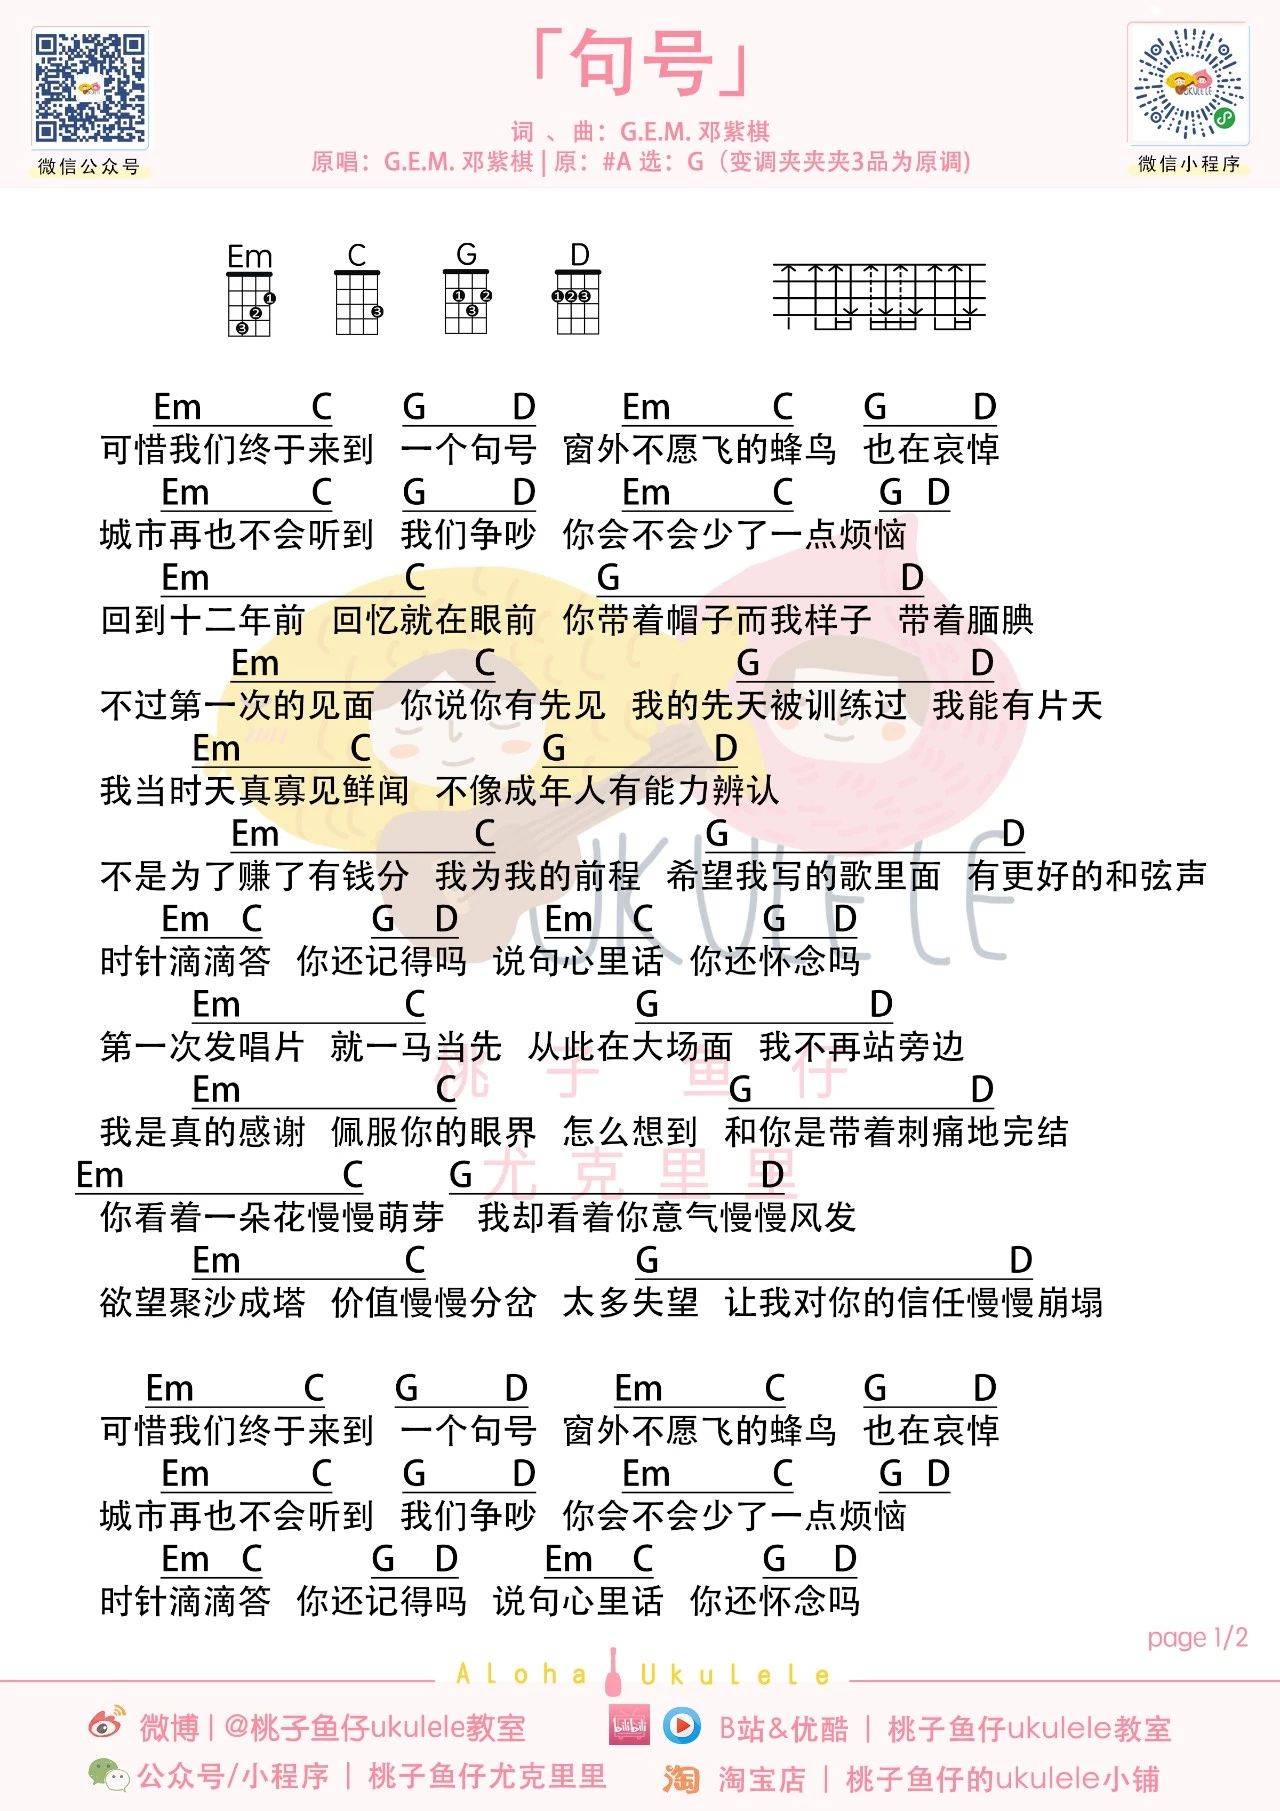 「句号」
词 、曲：G.E.M. 邓紫棋
原唱：G.E.M. 邓紫棋 | 原：#A 选：G（变调夹夹夹3品为原调)
微信公众号
UKULELE
微信小程序
Em C G D
1 2 3 3 1 2 3 1 2 3
Em C G D Em C G D
可惜我们终于来到 一个句号 窗外不愿飞的蜂鸟 也在哀悼
Em C G D Em C G D
城市再也不会听到 我们争吵 你会不会少了一点烦恼
Em C G D
回到十二年前 回忆就在眼前 你带着帽子而我样子 带着腼腆
Em C G D
不过第一次的见面 你说你有先见 我的先天被训练过 我能有片天
Em C G D
我当时天真寡见鲜闻 不像成年人有能力辨认
Em C G D
不是为了赚了有钱分 我为我的前程 希望我写的歌里面 有更好的和弦声
Em C G D Em C G D
时针滴滴答 你还记得吗 说句心里话 你还怀念吗
UKULELE
Em C G D
第一次发唱片 就一马当先 从此在大场面 我不再站旁边
桃子鱼仔
Em C G D
我是真的感谢 佩服你的眼界 怎么想到 和你是带着刺痛地完结
尤克里里
Em C G D
你看着一朵花慢慢萌芽 我却看着你意气慢慢风发
Em C G D
欲望聚沙成塔 价值慢慢分岔 太多失望 让我对你的信任慢慢崩塌
Em C G D Em C G D
可惜我们终于来到 一个句号 窗外不愿飞的蜂鸟 也在哀悼
Em C G D Em C G D
城市再也不会听到 我们争吵 你会不会少了一点烦恼
Em C G D Em C G D
时针滴滴答 你还记得吗 说句心里话 你还怀念吗
page 1/2
Aloha Ukulele
微博 | @桃子鱼仔ukulele教室
bilibili
B站&优酷 | 桃子鱼仔ukulele教室
公众号/小程序 | 桃子鱼仔尤克里里
淘 淘宝店 | 桃子鱼仔的ukulele小铺